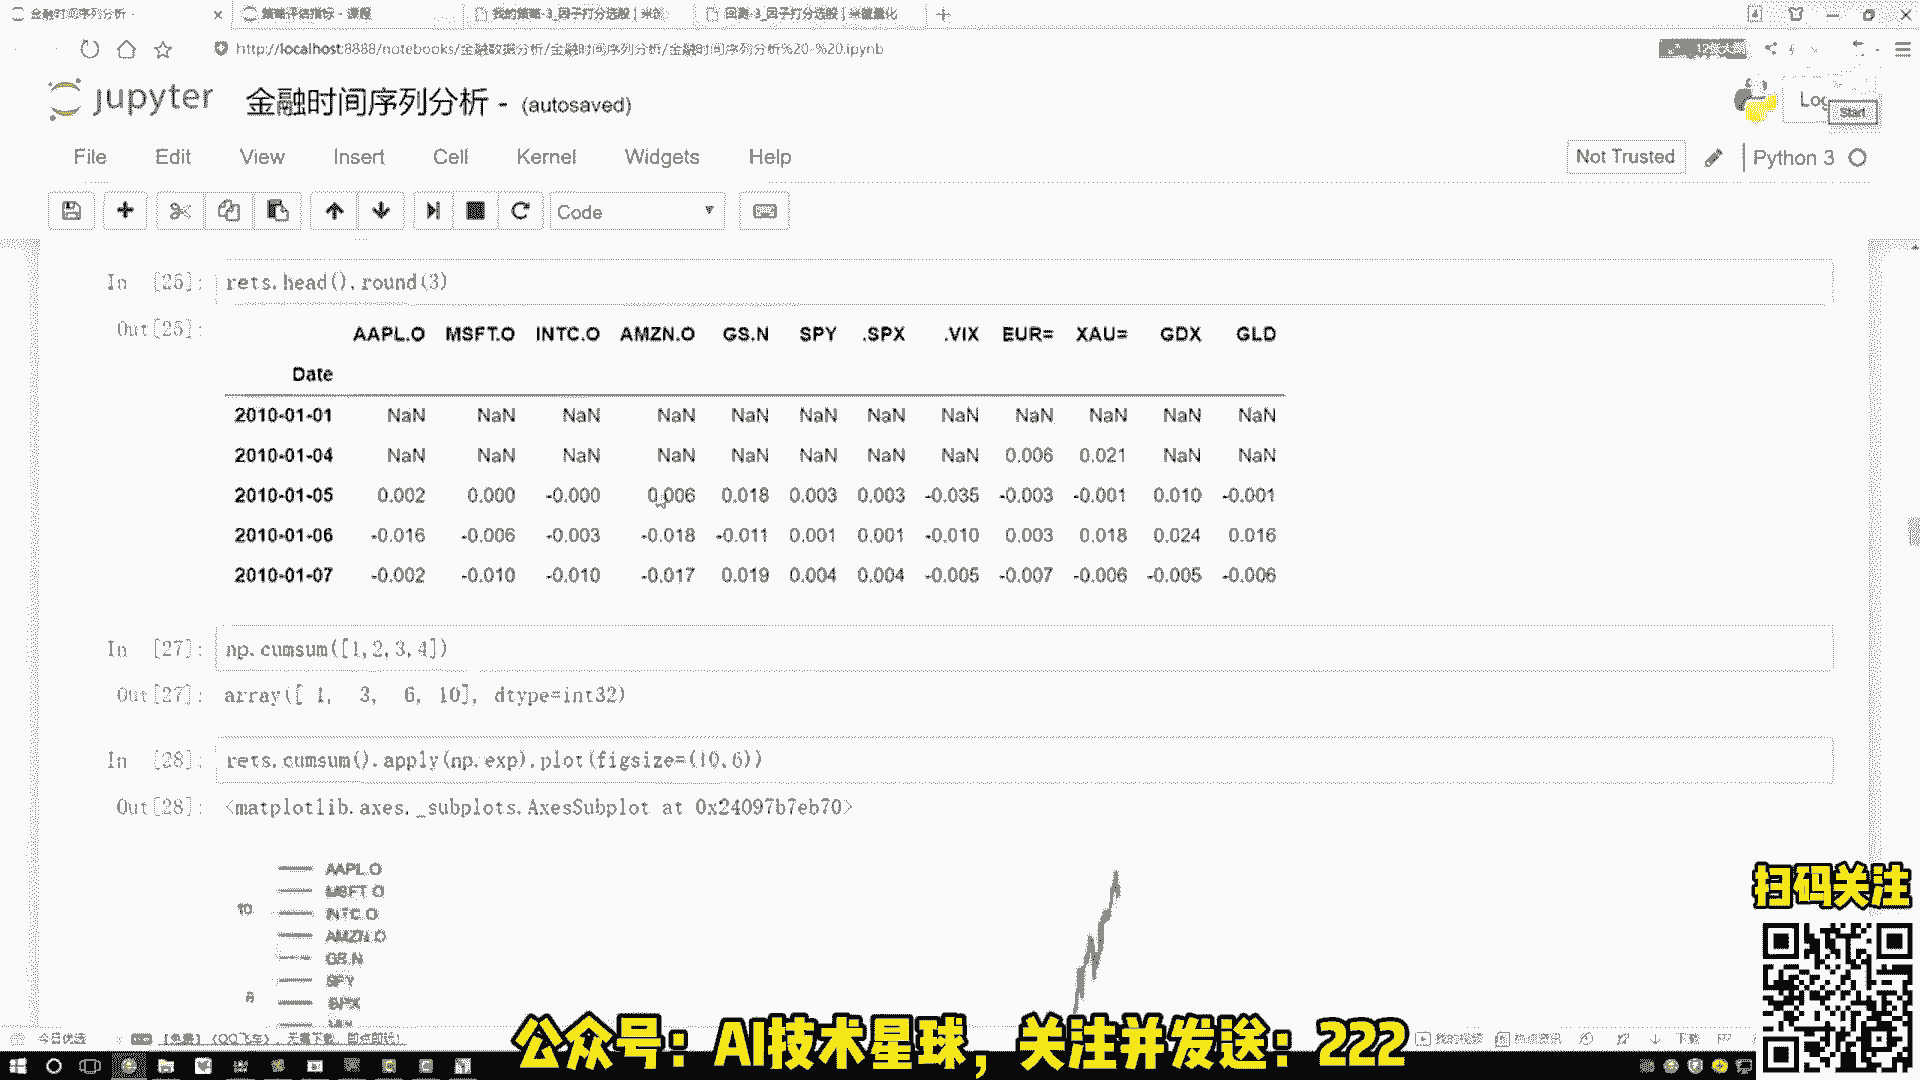 金融时间序列分析 -
策略评估指标 - 课程
我的策略-3_因子打分选股 | 米筐
回测-3_因子打分选股 | 米筐量化
http://localhost:8888/notebooks/金融数据分析/金融时间序列分析/金融时间序列分析%20-%20.ipynb
jupyter 金融时间序列分析 - (autosaved)
Start
File Edit View Insert Cell Kernel Widgets Help
Not Trusted
Python 3
Code
In [25]: rets.head().round(3)
Out[25]:
AAPL.O MSFT.O INTC.O AMZN.O GS.N SPY .SPX .VIX EUR= XAU= GDX GLD
Date
2010-01-01 NaN NaN NaN NaN NaN NaN NaN NaN NaN NaN NaN NaN
2010-01-04 NaN NaN NaN NaN NaN NaN NaN NaN 0.006 0.021 NaN NaN
2010-01-05 0.002 0.000 -0.000 0.006 0.018 0.003 0.003 -0.035 -0.003 -0.001 0.010 -0.001
2010-01-06 -0.016 -0.006 -0.003 -0.018 -0.011 0.001 0.001 -0.010 0.003 0.018 0.024 0.016
2010-01-07 -0.002 -0.010 -0.010 -0.017 0.019 0.004 0.004 -0.005 -0.007 -0.006 -0.005 -0.006
In [27]: np.cumsum([1,2,3,4])
Out[27]: array([ 1, 3, 6, 10], dtype=int32)
In [28]: rets.cumsum().apply(np.exp).plot(figsize=(10,6))
Out[28]: <matplotlib.axes._subplots.AxesSubplot at 0x24097b7eb70>
AAPL.O
MSFT.O
10
INTC.O
AMZN.O
GS.N
SPY
8
.SPX
扫码关注
今日优选
我的视频
热点资讯
下载
公众号：AI技术星球，关注并发送：222